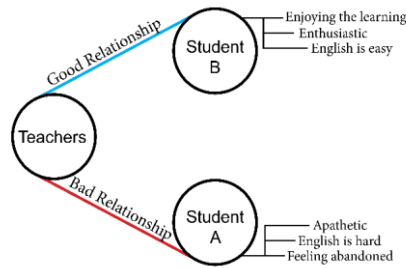 Good Relationship
Student
B
Enjoying the learning
Enthusiastic
English is easy
Teachers
Bad Relationship
Student
A
Apathetic
English is hard
Feeling abandoned